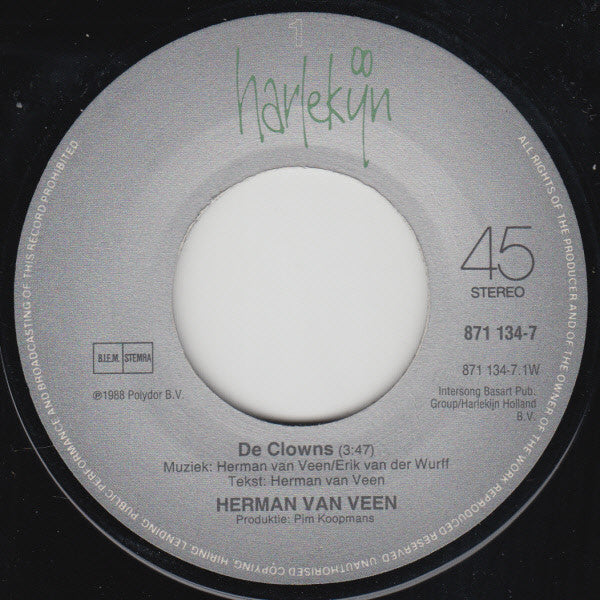 1
harlekijn
45
STEREO
871 134-7
871 134-7.1W
Intersong Basart Pub.
Group/Harlekijn Holland
B.V.
B.I.E.M. STEMRA
℗1988 Polydor B.V.
De Clowns (3:47)
Muziek: Herman van Veen/Erik van der Wurff
Tekst: Herman van Veen
HERMAN VAN VEEN
Produktie: Pim Koopmans
ALL RIGHTS OF THE PRODUCER AND OF THE OWNER OF THE WORK REPRODUCED RESERVED. UNAUTHORISED COPYING, HIRING, LENDING, PUBLIC PERFORMANCE AND BROADCASTING OF THIS RECORD PROHIBITED